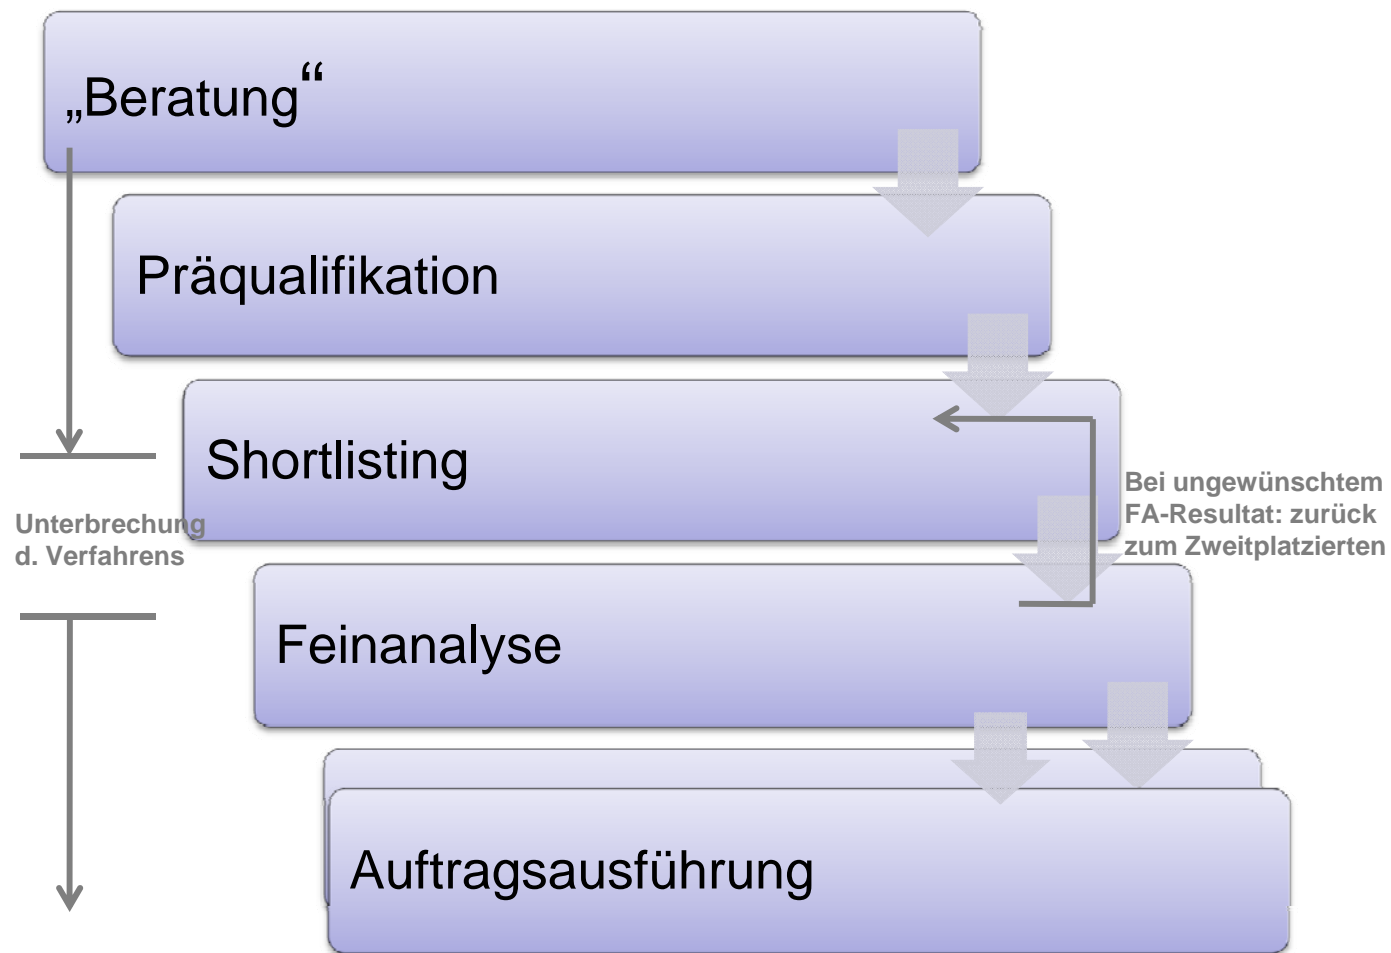 „Beratung“
Präqualifikation
Shortlisting
Bei ungewünschtem
FA-Resultat: zurück
zum Zweitplatzierten
Unterbrechung
d. Verfahrens
Feinanalyse
Auftragsausführung